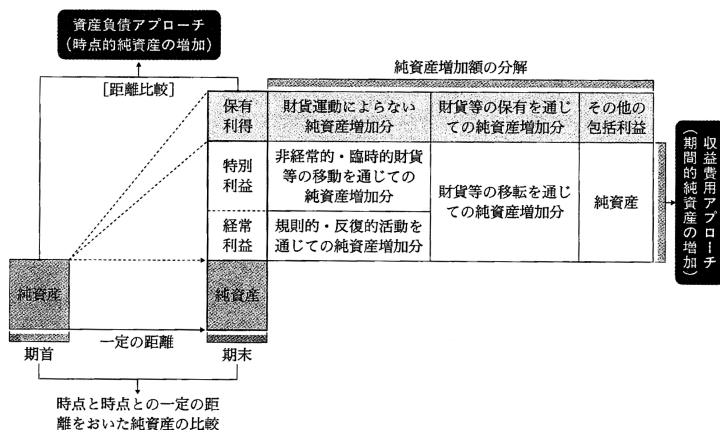 資産負債アプローチ
(時点的純資産の増加)
[距離比較]
純資産増加額の分解
保有
利得
財貨運動によらない
純資産増加分
財貨等の保有を通じ
ての純資産増加分
その他の
包括利益
特別
利益
非経常的・臨時的財貨
等の移動を通じての
純資産増加分
財貨等の移転を通じ
ての純資産増加分
純資産
経常
利益
規則的・反復的活動を
通じての純資産増加分
収益費用アプローチ
(期間的純資産の増加)
純資産
純資産
一定の距離
期首
期末
時点と時点との一定の距
離をおいた純資産の比較